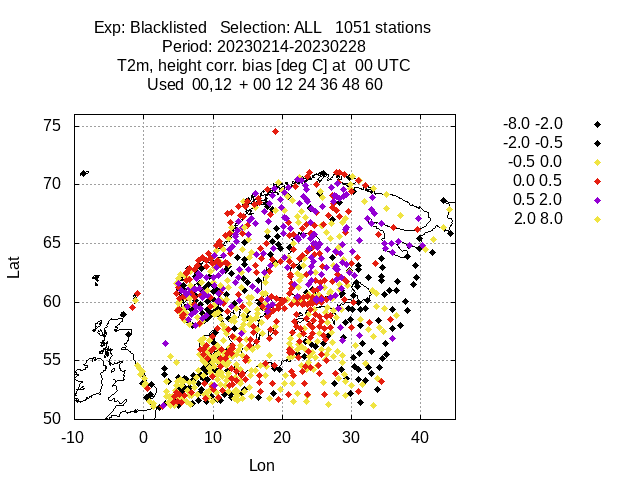 Exp: Blacklisted   Selection: ALL   1051 stations
Period: 20230214-20230228
T2m, height corr. bias [deg C] at  00 UTC
Used  00,12  + 00 12 24 36 48 60
-8.0 -2.0
-2.0 -0.5
-0.5 0.0
0.0 0.5
0.5 2.0
2.0 8.0
75
70
65
60
55
50
Lat
-10 0 10 20 30 40
Lon